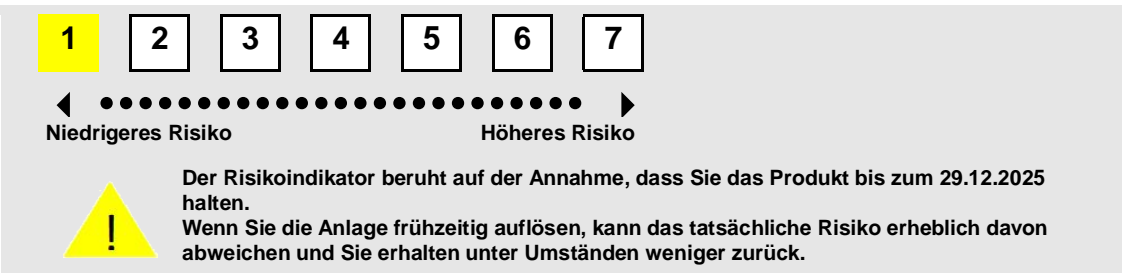 1 2 3 4 5 6 7
Niedrigeres Risiko Höheres Risiko
Der Risikoindikator beruht auf der Annahme, dass Sie das Produkt bis zum 29.12.2025
halten.
Wenn Sie die Anlage frühzeitig auflösen, kann das tatsächliche Risiko erheblich davon
abweichen und Sie erhalten unter Umständen weniger zurück.
!